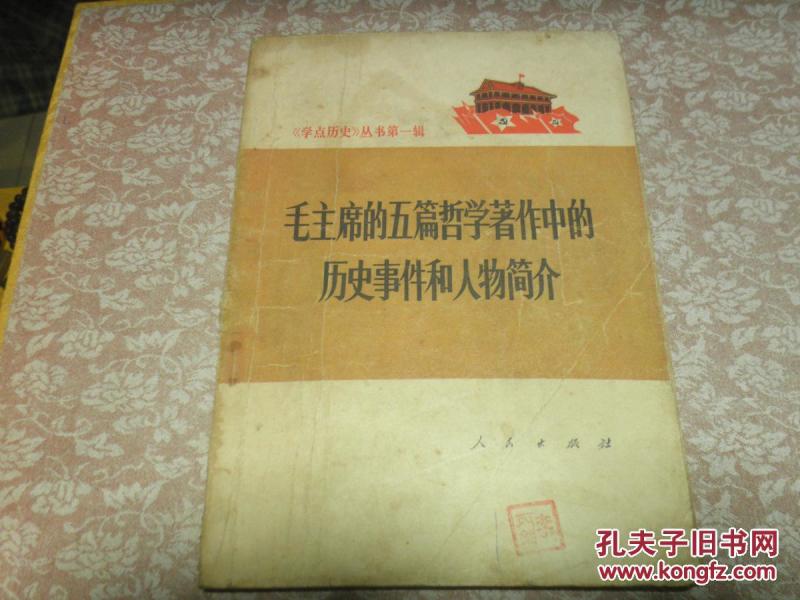 《学点历史》丛书第一辑
毛主席的五篇哲学著作中的
历史事件和人物简介
人民出版社
孔夫子旧书网
www.kongfz.com